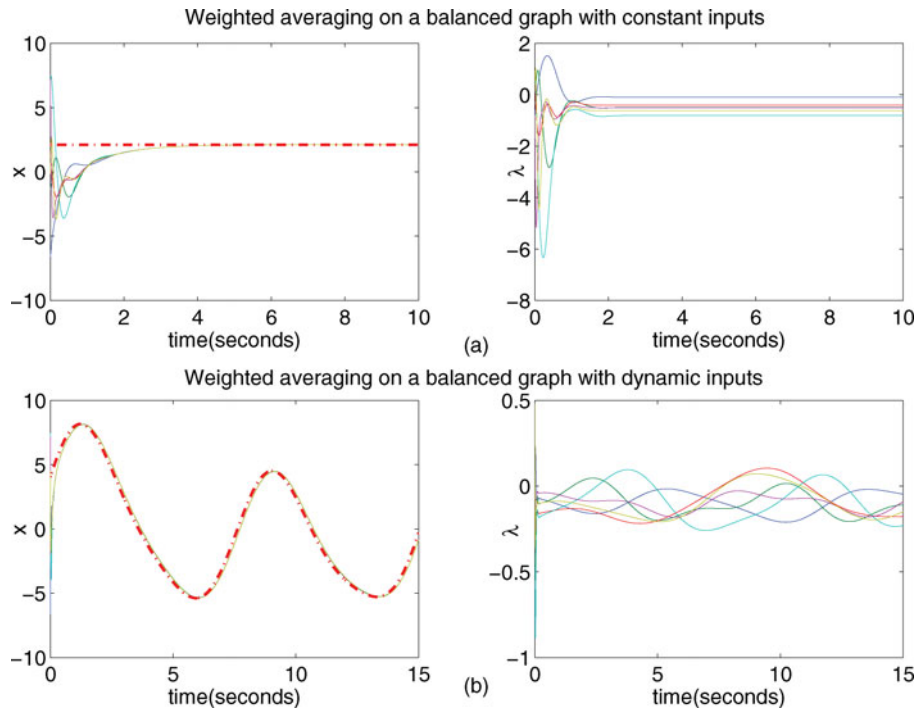 Weighted averaging on a balanced graph with constant inputs
10
5
0
−5
−10
x
0 2 4 6 8 10
time(seconds)
2
0
−2
−4
−6
−8
λ
0 2 4 6 8 10
time(seconds)
(a)
Weighted averaging on a balanced graph with dynamic inputs
10
5
0
−5
−10
x
0 5 10 15
time(seconds)
0.5
0
−0.5
−1
λ
0 5 10 15
time(seconds)
(b)